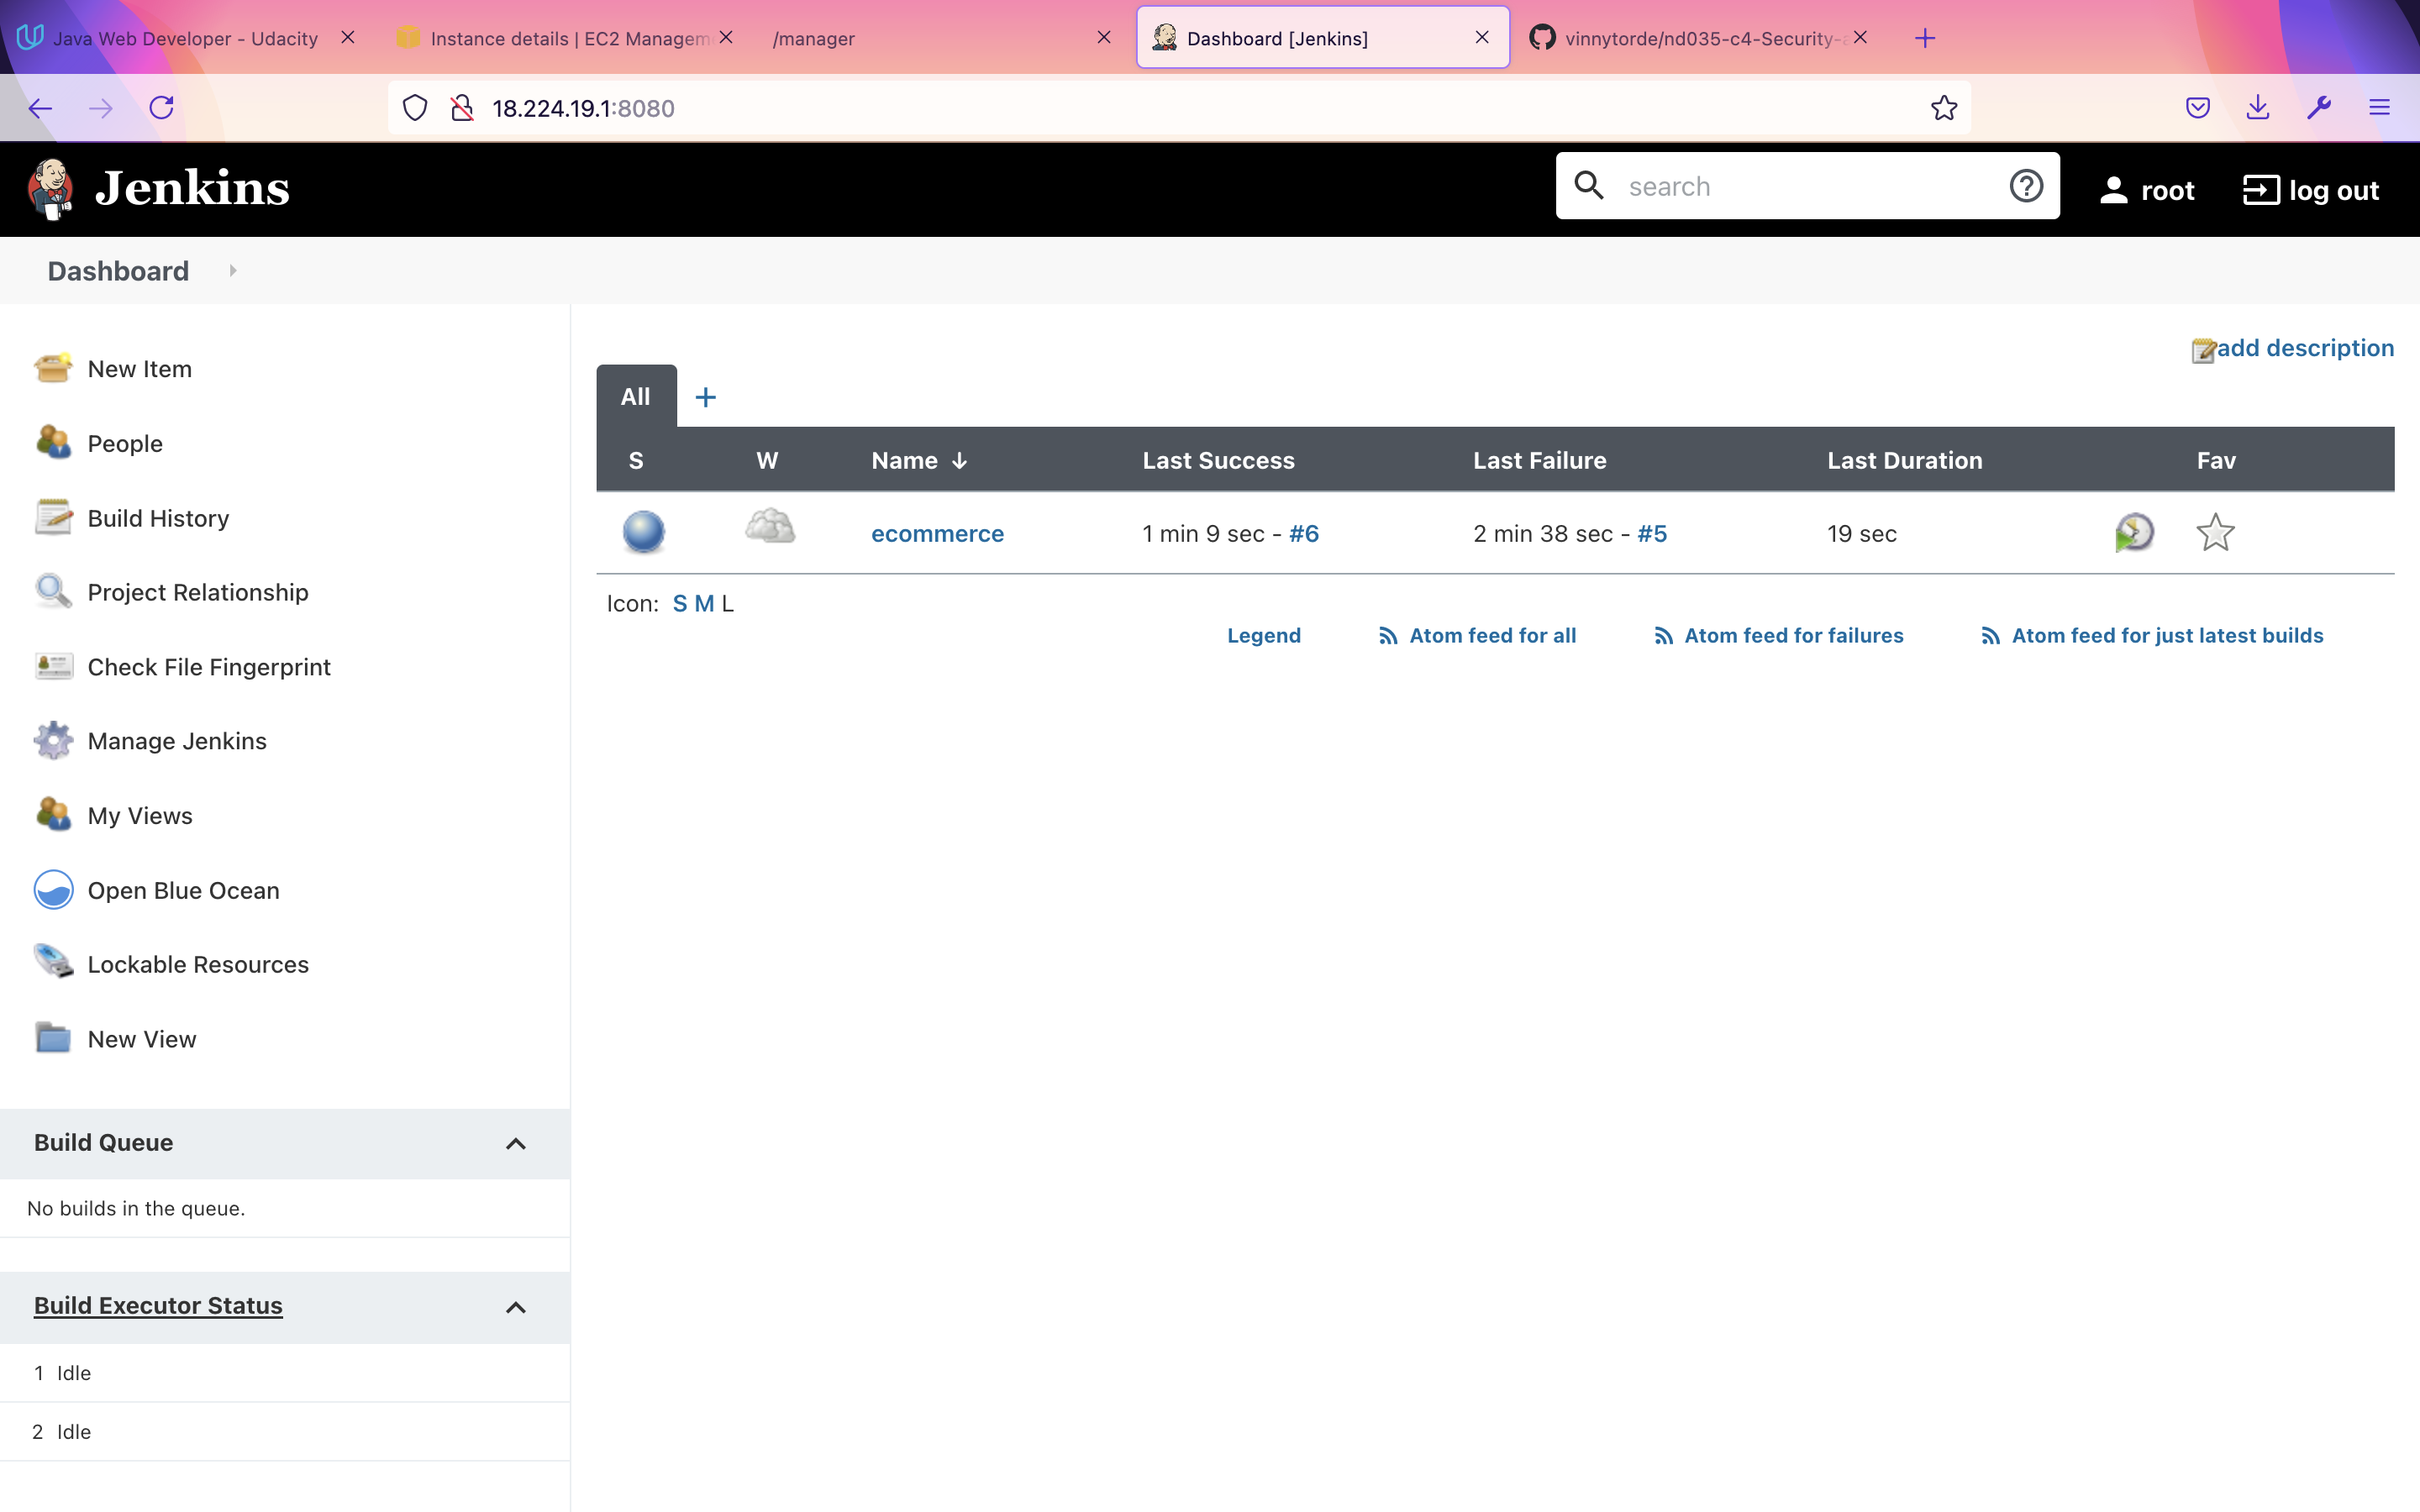 Java Web Developer - Udacity
Instance details | EC2 Managem
/manager
Dashboard [Jenkins]
vinnytorde/nd035-c4-Security-a
18.224.19.1:8080
Jenkins
search
root
log out
Dashboard
New Item
People
Build History
Project Relationship
Check File Fingerprint
Manage Jenkins
My Views
Open Blue Ocean
Lockable Resources
New View
Build Queue
No builds in the queue.
Build Executor Status
1 Idle
2 Idle
add description
All +
S W Name ↓ Last Success Last Failure Last Duration Fav
ecommerce 1 min 9 sec - #6 2 min 38 sec - #5 19 sec
Icon: S M L
Legend Atom feed for all Atom feed for failures Atom feed for just latest builds